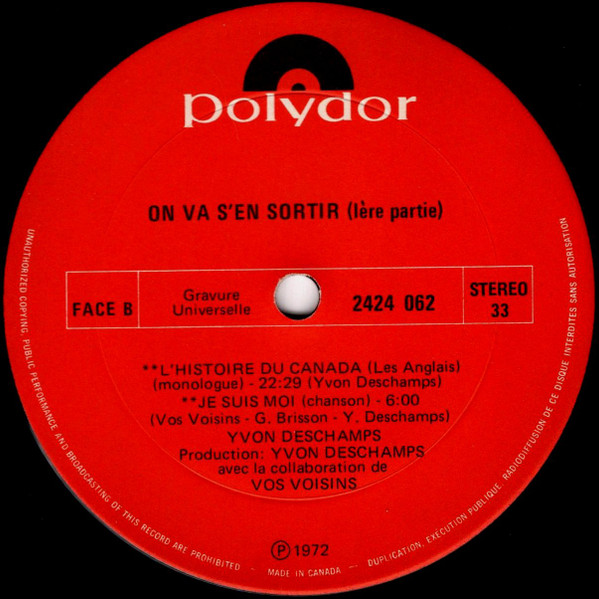 polydor
ON VA S'EN SORTIR (Ière partie)
FACE B
Gravure
Universelle
2424 062
STEREO
33
**L'HISTOIRE DU CANADA (Les Anglais)
(monologue) - 22:29 (Yvon Deschamps)
**JE SUIS MOI (chanson) - 6:00
(Vos Voisins - G. Brisson - Y. Deschamps)
YVON DESCHAMPS
Production: YVON DESCHAMPS
avec la collaboration de
VOS VOISINS
Ⓟ 1972
UNAUTHORIZED COPYING, PUBLIC PERFORMANCE AND BROADCASTING OF THIS RECORD ARE PROHIBITED - MADE IN CANADA - DUPLICATION, EXÉCUTION PUBLIQUE, RADIODIFFUSION DE CE DISQUE INTERDITES SANS AUTORISATION